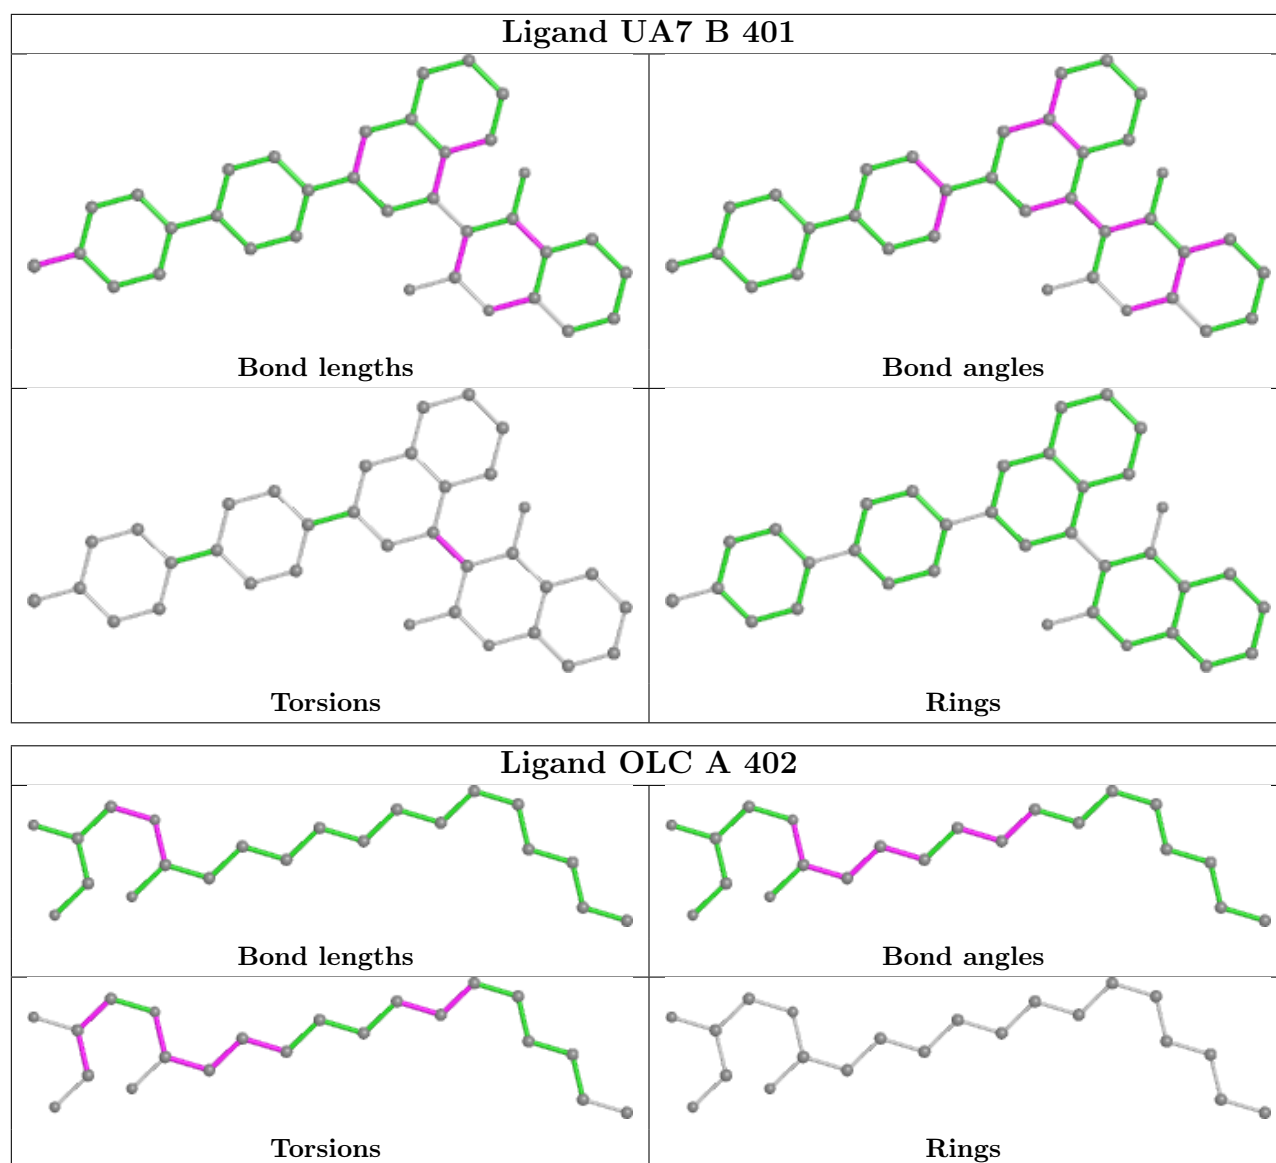 Ligand UA7 B 401
Bond lengths
Bond angles
Torsions
Rings
Ligand OLC A 402
Bond lengths
Bond angles
Torsions
Rings